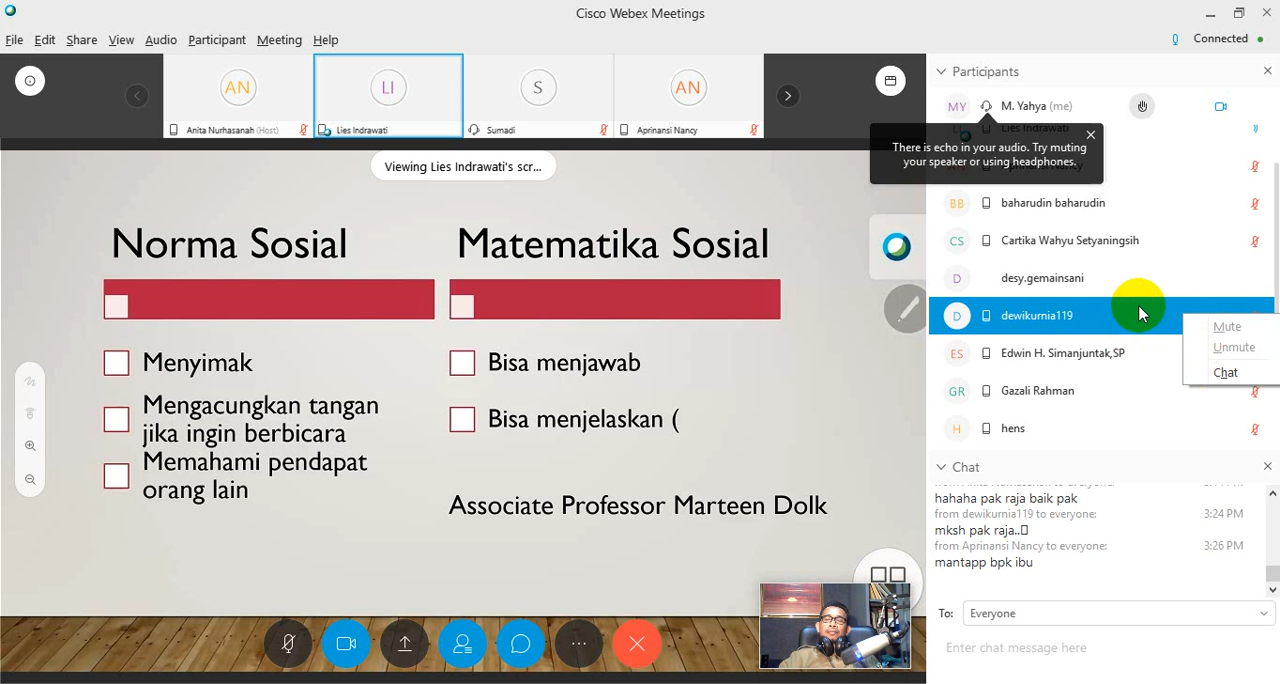 Cisco Webex Meetings
File Edit Share View Audio Participant Meeting Help
Connected
AN
LI
S
AN
Anita Nurhasanah (Host)
Lies Indrawati
Sumadi
Aprinansi Nancy
Viewing Lies Indrawati's scr...
Norma Sosial
Menyimak
Mengacungkan tangan
jika ingin berbicara
Memahami pendapat
orang lain
Matematika Sosial
Bisa menjawab
Bisa menjelaskan (
Associate Professor Marteen Dolk
Participants
MY M. Yahya (me)
Lies Indrawati
There is echo in your audio. Try muting
your speaker or using headphones.
BB baharudin baharudin
CS Cartika Wahyu Setyaningsih
D desy.gemainsani
D dewikurnia119
ES Edwin H. Simanjuntak,SP
GR Gazali Rahman
H hens
Mute
Unmute
Chat
Chat
hahaha pak raja baik pak
from dewikurnia119 to everyone: 3:24 PM
mksh pak raja..
from Aprinansi Nancy to everyone: 3:26 PM
mantapp bpk ibu
To: Everyone
Enter chat message here